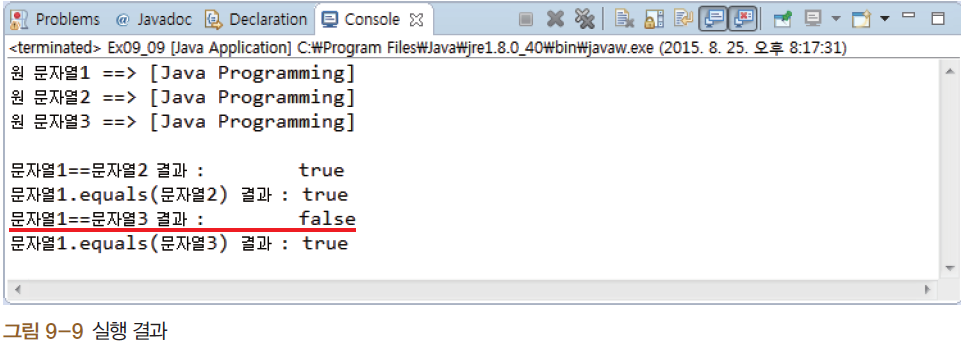 Problems @ Javadoc Declaration Console
<terminated> Ex09_09 [Java Application] C:₩Program Files₩Java₩jre1.8.0_40₩bin₩javaw.exe (2015. 8. 25. 오후 8:17:31)
원 문자열1 ==> [Java Programming]
원 문자열2 ==> [Java Programming]
원 문자열3 ==> [Java Programming]
문자열1==문자열2 결과 : true
문자열1.equals(문자열2) 결과 : true
문자열1==문자열3 결과 : false
문자열1.equals(문자열3) 결과 : true
그림 9-9 실행 결과